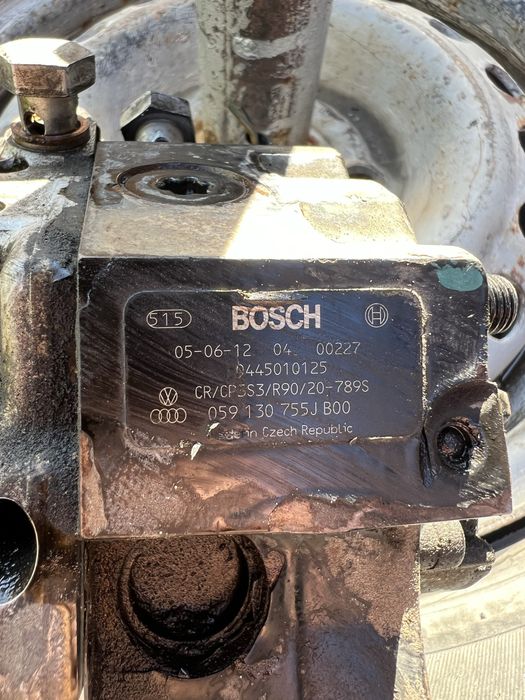 515 BOSCH
05-06-12 04. 00227
0445010125
CR/CP3S3/R90/20-789S
059 130 755J B00
Made in Czech Republic